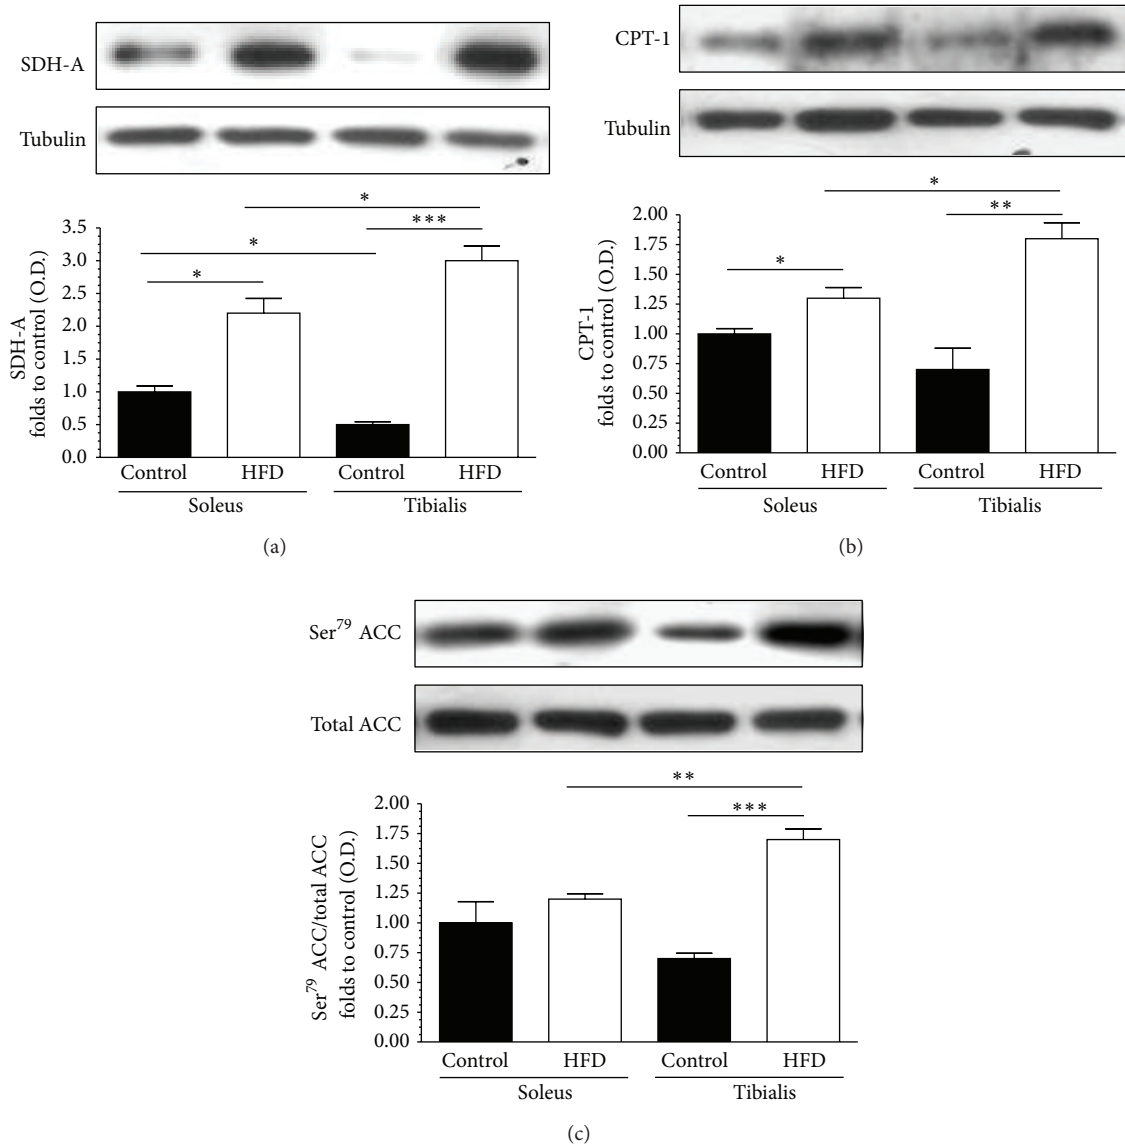 SDH-A
Tubulin
*
*** 
*
*
SDH-A
folds to control (O.D.)
3.5
3.0
2.5
2.0
1.5
1.0
0.5
0.0
Control HFD Control HFD
Soleus Tibialis
(a)
CPT-1
Tubulin
*
**
*
CPT-1
folds to control (O.D.)
2.00
1.75
1.50
1.25
1.00
0.75
0.50
0.25
0.00
Control HFD Control HFD
Soleus Tibialis
(b)
Ser⁷⁹ ACC
Total ACC
**
***
Ser⁷⁹ ACC/total ACC
folds to control (O.D.)
2.00
1.75
1.50
1.25
1.00
0.75
0.50
0.25
0.00
Control HFD Control HFD
Soleus Tibialis
(c)